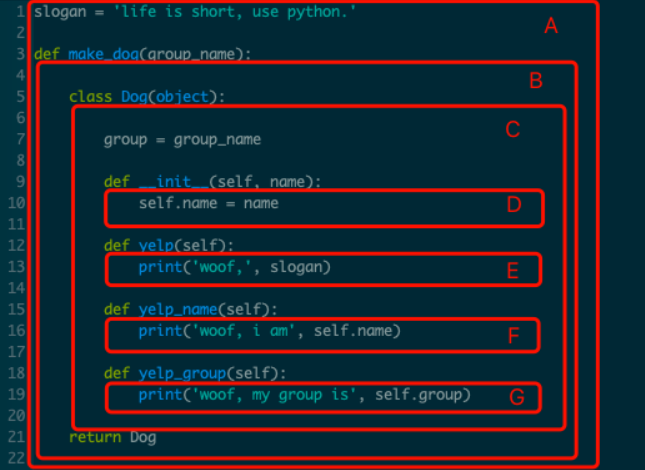 1 slogan = 'life is short, use python.'
A
2
3 def make_dog(group_name):
4
B
5 class Dog(object):
6
C
7 group = group_name
8
9 def __init__(self, name):
10 self.name = name
D
11
12 def yelp(self):
13 print('woof,', slogan)
E
14
15 def yelp_name(self):
16 print('woof, i am', self.name)
F
17
18 def yelp_group(self):
19 print('woof, my group is', self.group)
G
20
21 return Dog
22